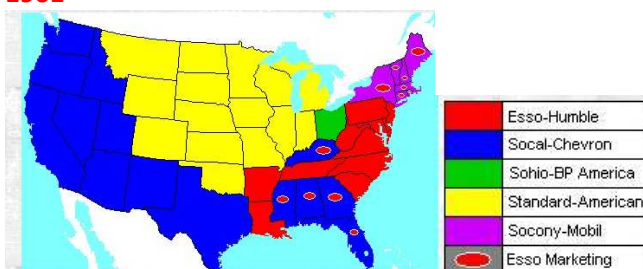 Esso-Humble
Socal-Chevron
Sohio-BP America
Standard-American
Socony-Mobil
Esso Marketing